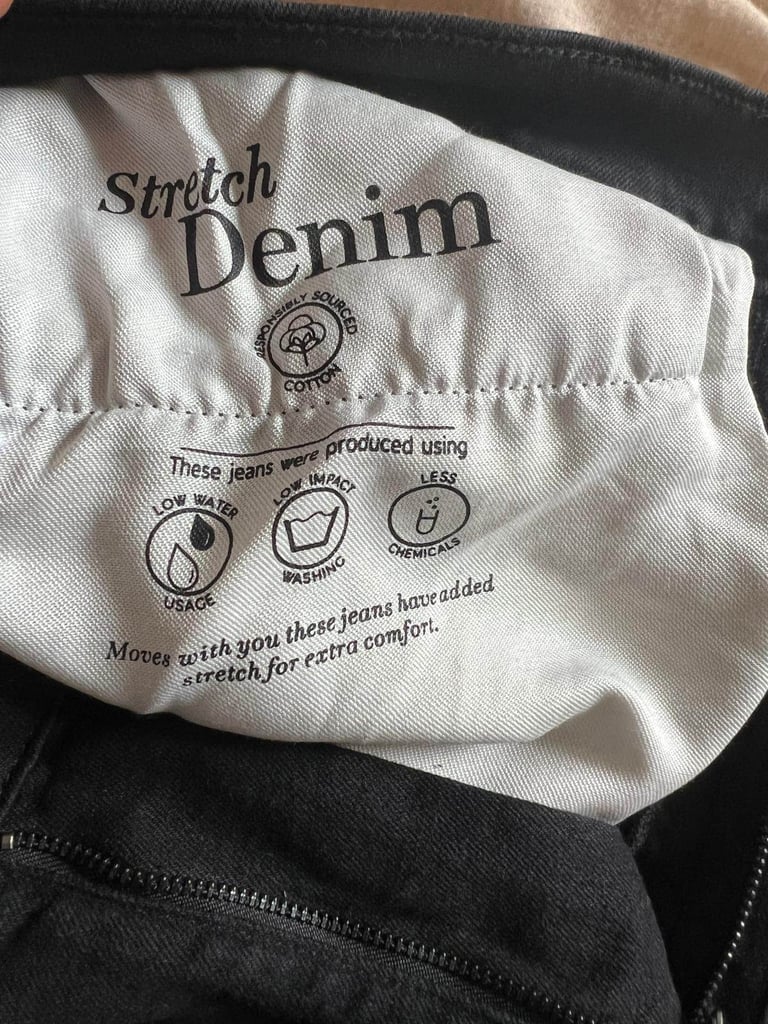 Stretch
Denim
RESPONSIBLY SOURCED
COTTON
These jeans were produced using
LOW WATER
USAGE
LOW IMPACT
WASHING
LESS
CHEMICALS
Moves with you these jeans have added
stretch for extra comfort.